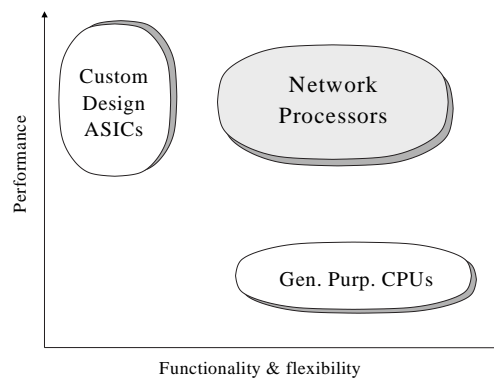 Custom
Design
ASICs
Network
Processors
Performance
Gen. Purp. CPUs
Functionality & flexibility